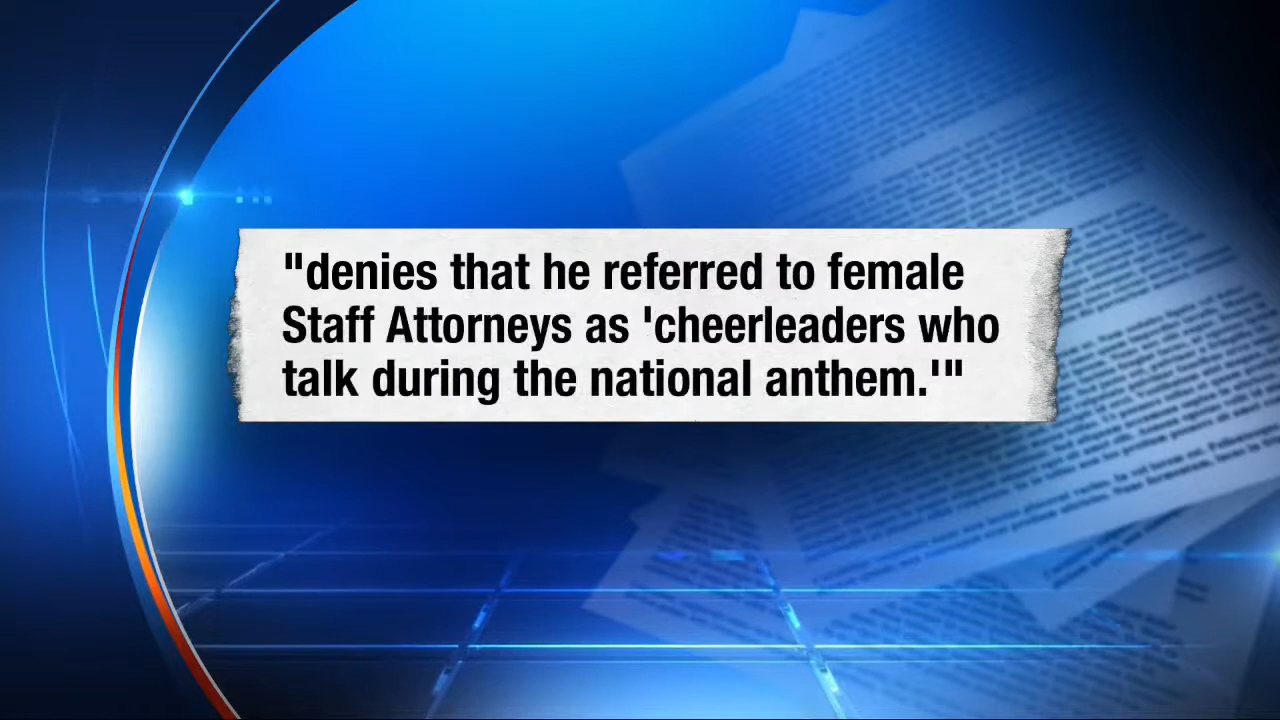 "denies that he referred to female
Staff Attorneys as 'cheerleaders who
talk during the national anthem.'"